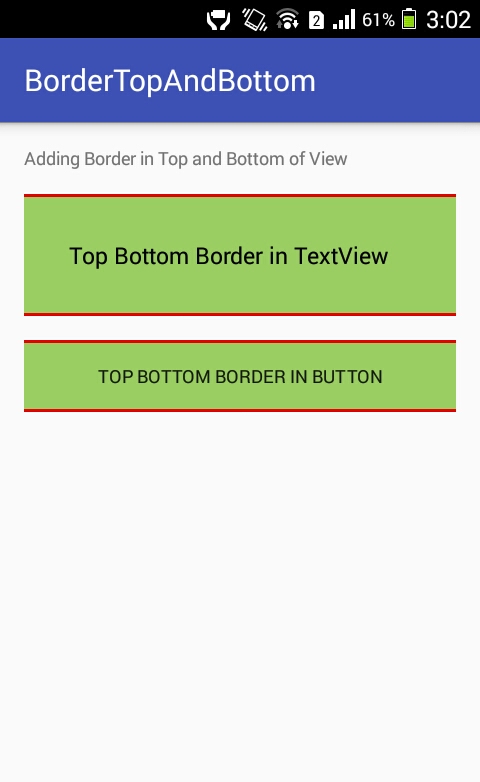 2 61% 3:02
BorderTopAndBottom
Adding Border in Top and Bottom of View
Top Bottom Border in TextView
TOP BOTTOM BORDER IN BUTTON